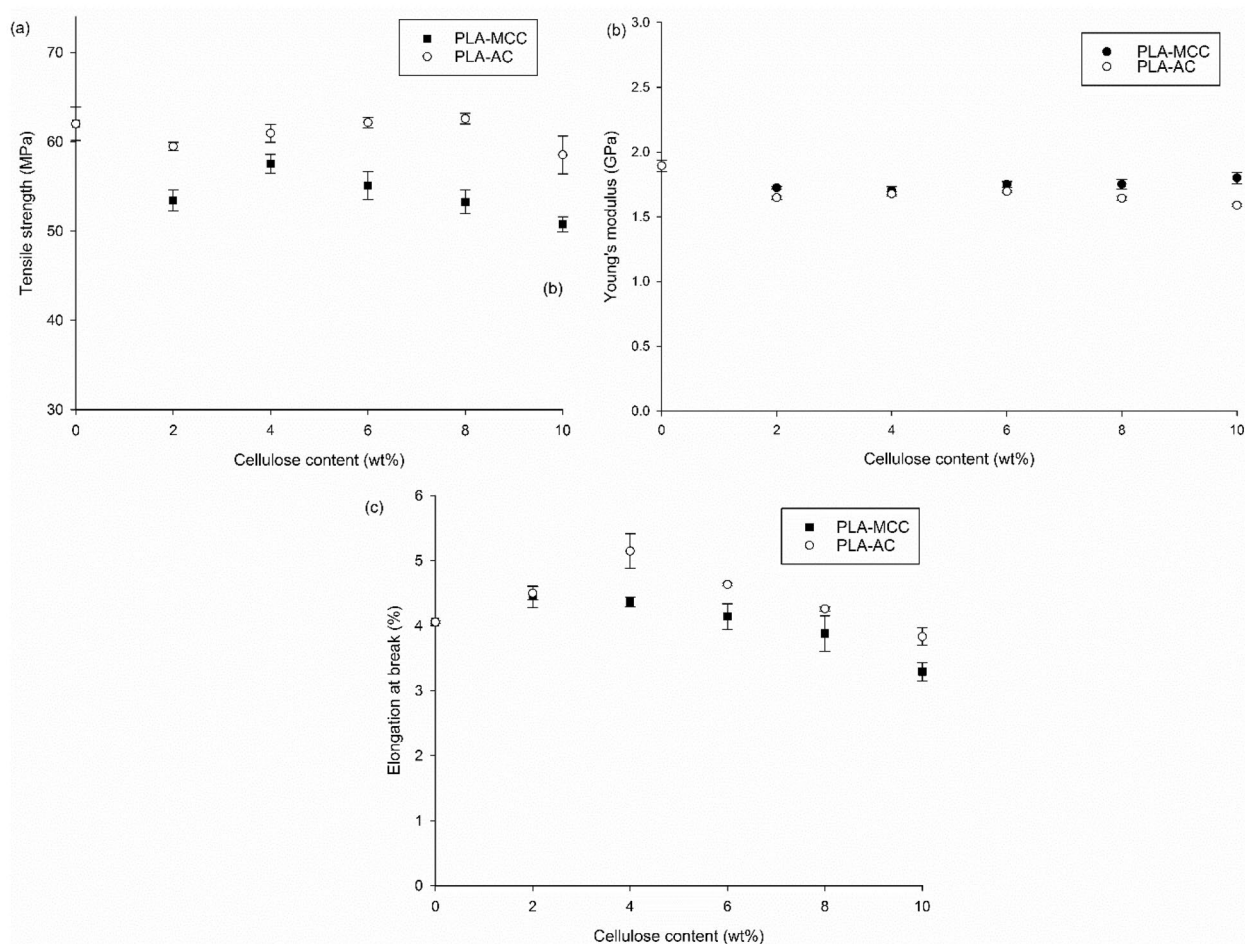 (a)
70
60
50
40
30
Tensile strength (MPa)
PLA-MCC
PLA-AC
(b)
0 2 4 6 8 10
Cellulose content (wt%)
(b)
3.0
2.5
2.0
1.5
1.0
0.5
0.0
Young's modulus (GPa)
PLA-MCC
PLA-AC
0 2 4 6 8 10
Cellulose content (wt%)
(c)
6
5
4
3
2
1
0
Elongation at break (%)
PLA-MCC
PLA-AC
0 2 4 6 8 10
Cellulose content (wt%)